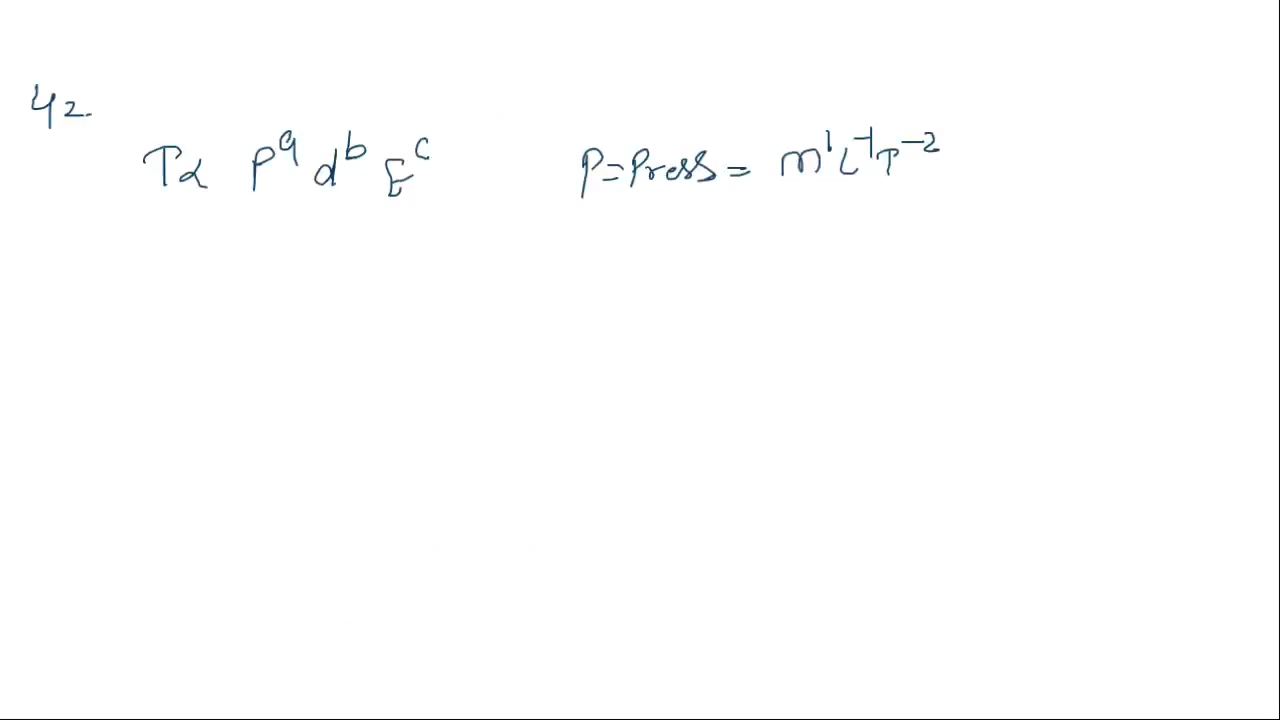 42.
T∝ P^a d^b E^c P=Press= M^1 L^-1 T^-2